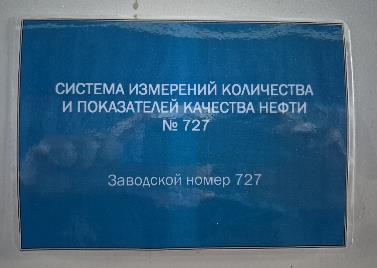 СИСТЕМА ИЗМЕРЕНИЙ КОЛИЧЕСТВА
И ПОКАЗАТЕЛЕЙ КАЧЕСТВА НЕФТИ
№ 727
Заводской номер 727